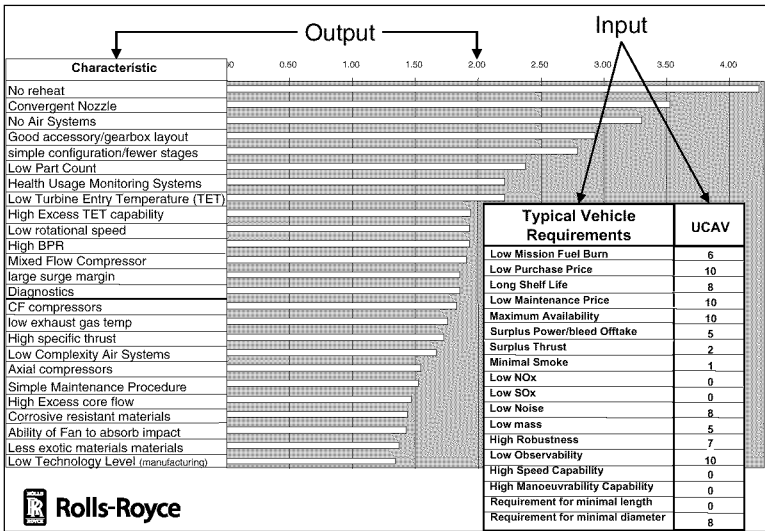 Output
Input
Characteristic
0.50 1.00 1.50 2.00 2.50 3.00 3.50 4.00
No reheat
Convergent Nozzle
No Air Systems
Good accessory/gearbox layout
simple configuration/fewer stages
Low Part Count
Health Usage Monitoring Systems
Low Turbine Entry Temperature (TET)
High Excess TET capability
Low rotational speed
High BPR
Mixed Flow Compressor
large surge margin
Diagnostics
CF compressors
low exhaust gas temp
High specific thrust
Low Complexity Air Systems
Axial compressors
Simple Maintenance Procedure
High Excess core flow
Corrosive resistant materials
Ability of Fan to absorb impact
Less exotic materials materials
Low Technology Level (manufacturing)
Typical Vehicle
Requirements
UCAV
Low Mission Fuel Burn 6
Low Purchase Price 10
Long Shelf Life 8
Low Maintenance Price 10
Maximum Availability 10
Surplus Power/bleed Offtake 5
Surplus Thrust 2
Minimal Smoke 1
Low NOx 0
Low SOx 0
Low Noise 8
Low mass 5
High Robustness 7
Low Observability 10
High Speed Capability 0
High Manoeuvrability Capability 0
Requirement for minimal length 0
Requirement for minimal diameter 8
ROLLS
RR
ROYCE
Rolls-Royce